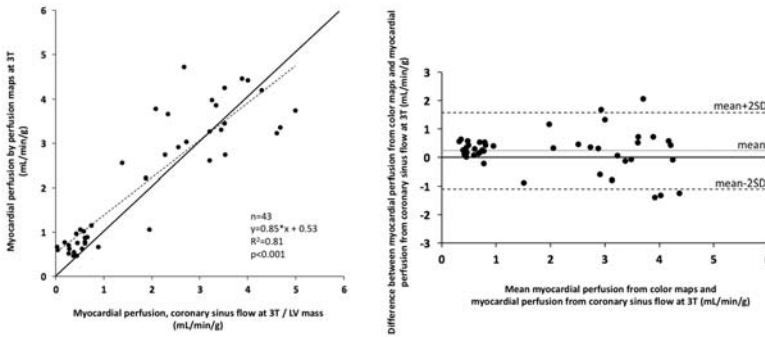 Myocardial perfusion by perfusion maps at 3T
(mL/min/g)
6
5
4
3
2
1
0
0 1 2 3 4 5 6
n=43
y=0.85*x + 0.53
R²=0.81
p<0.001
Myocardial perfusion, coronary sinus flow at 3T / LV mass
(mL/min/g)
Difference between myocardial perfusion from color maps and myocardial
perfusion from coronary sinus flow at 3T (mL/min/g)
3
2
1
0
-1
-2
-3
0 1 2 3 4 5 6
mean+2SD
mean
mean-2SD
Mean myocardial perfusion from color maps and
myocardial perfusion from coronary sinus flow at 3T (mL/min/g)